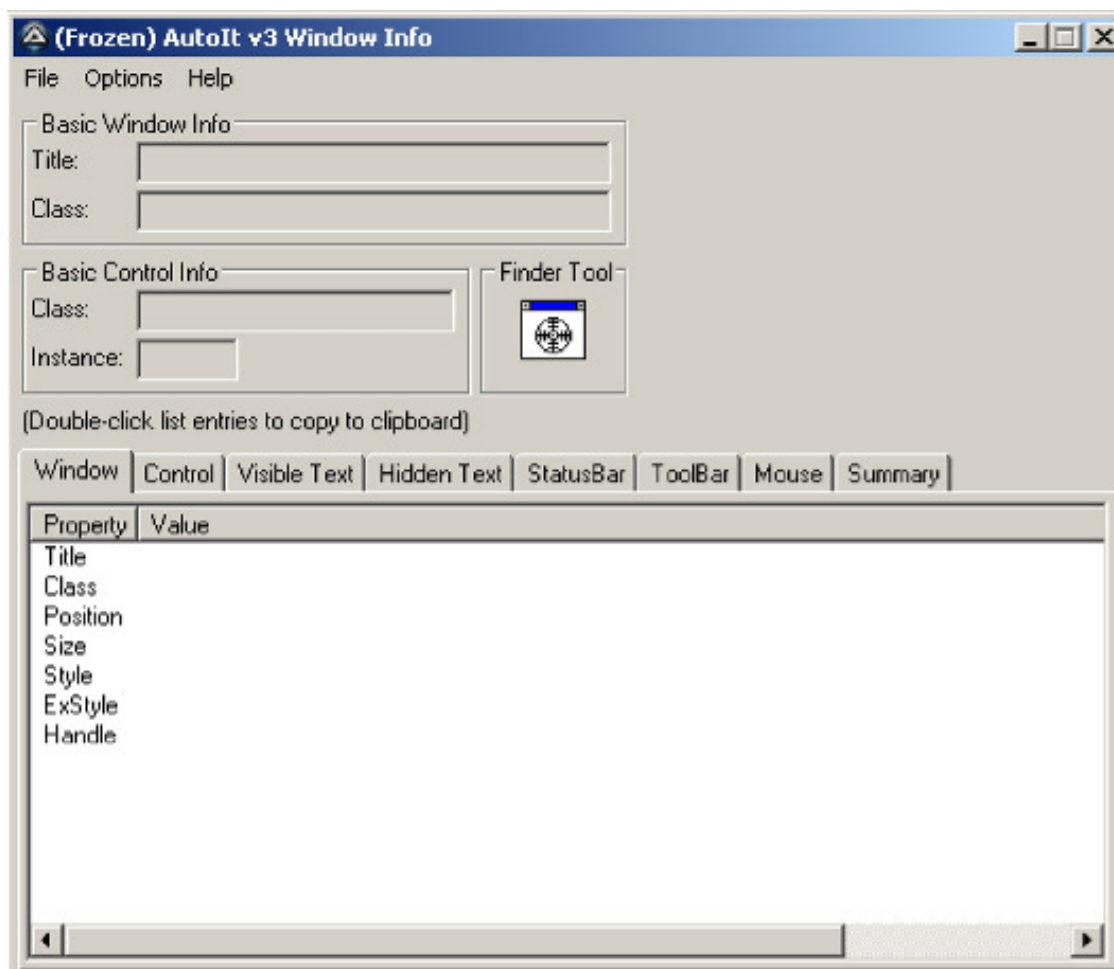 (Frozen) AutoIt v3 Window Info
File Options Help
Basic Window Info
Title:
Class:
Basic Control Info
Class:
Instance:
Finder Tool
(Double-click list entries to copy to clipboard)
Window Control Visible Text Hidden Text StatusBar ToolBar Mouse Summary
Property Value
Title
Class
Position
Size
Style
ExStyle
Handle